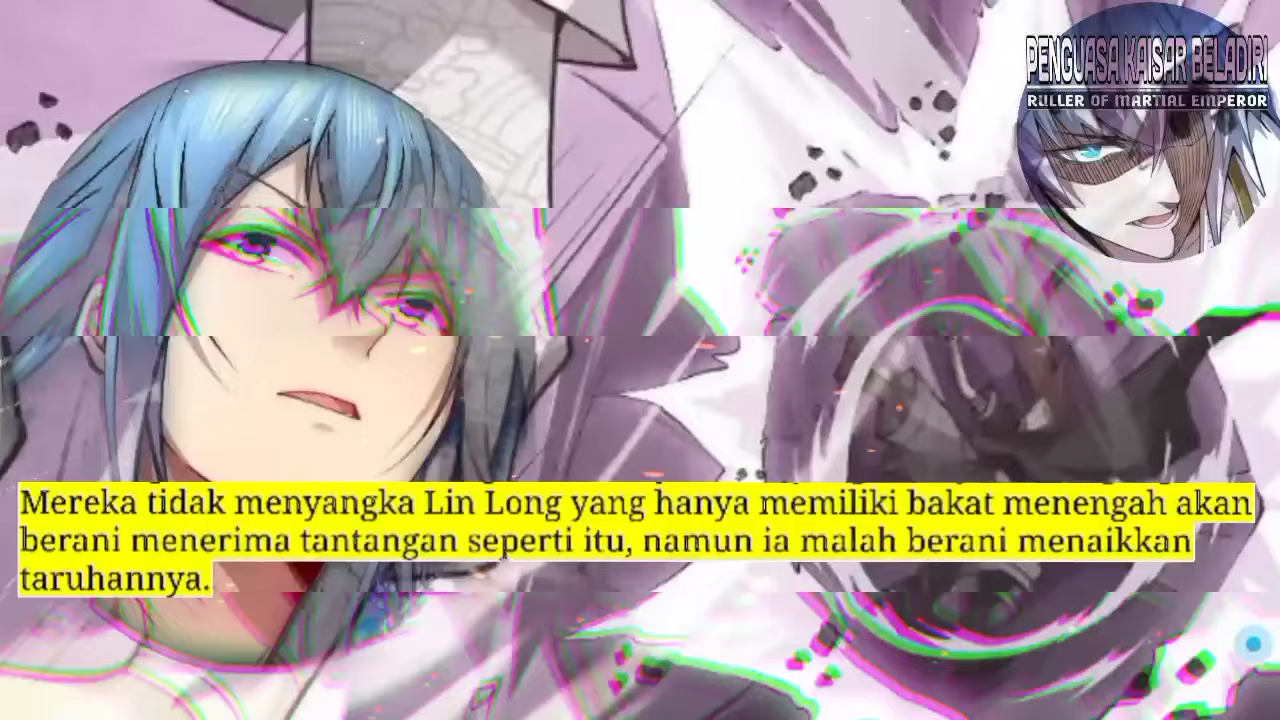 PENGUASA KAISAR BELADIRI
RULLER OF MARTIAL EMPEROR
Mereka tidak menyangka Lin Long yang hanya memiliki bakat menengah akan
berani menerima tantangan seperti itu, namun ia malah berani menaikkan
taruhannya.